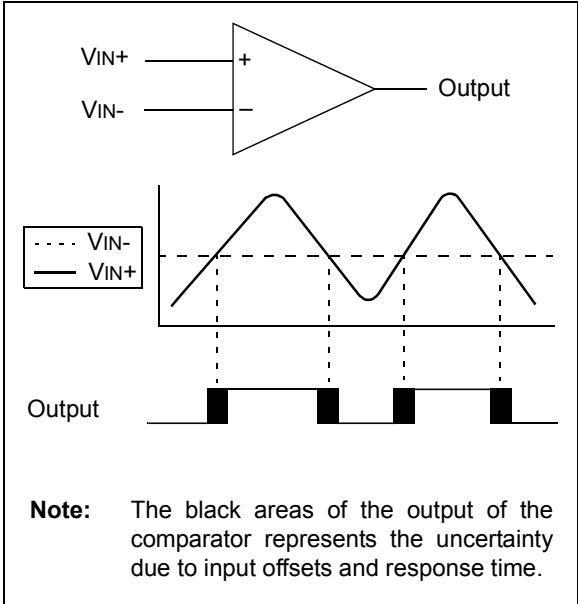 VIN+
+
Output
VIN-
–
VIN-
VIN+
Output
Note: The black areas of the output of the
comparator represents the uncertainty
due to input offsets and response time.